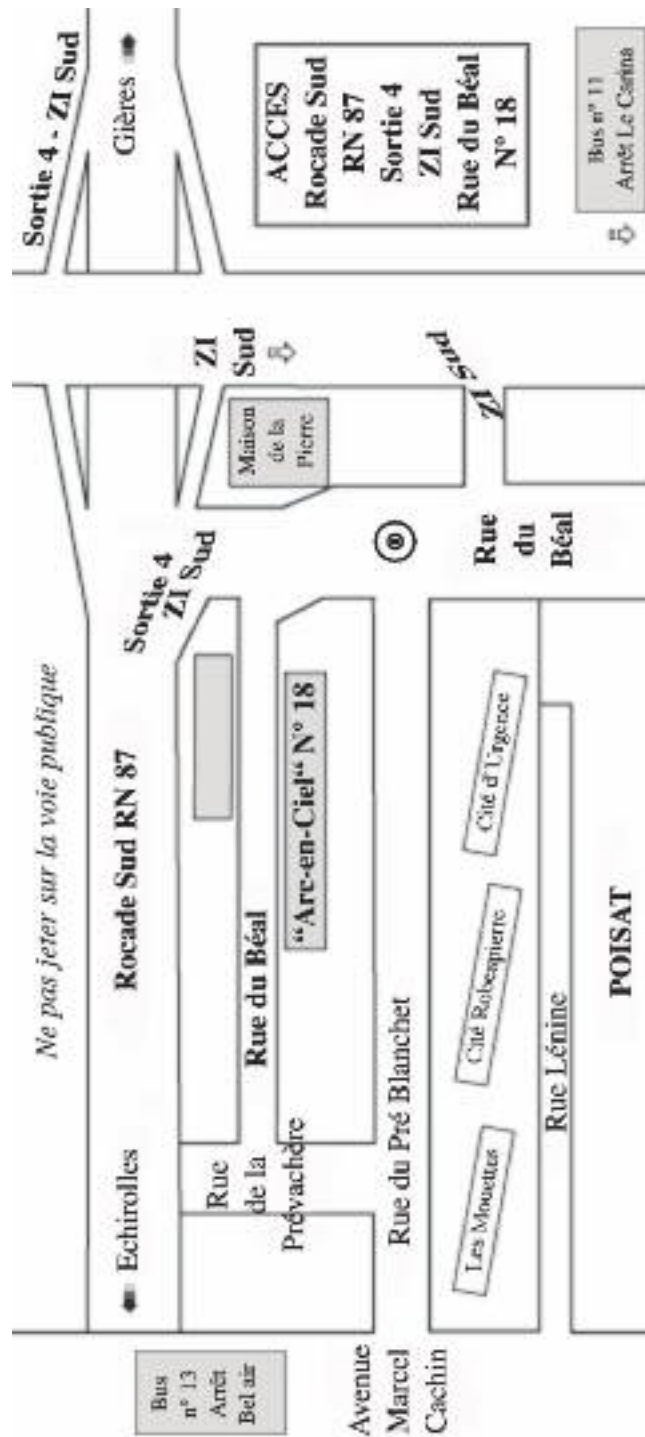 Ne pas jeter sur la voie publique
Sortie 4 - ZI Sud
Gières
Echirolles
Rocade Sud RN 87
Sortie 4
ZI Sud
ZI
Sud
ACCES
Rocade Sud
RN 87
Sortie 4
ZI Sud
Rue du Béal
N° 18
Bus
n° 13
Arrêt
Bel air
Rue
de la
Prévachère
Rue du Béal
"Arc-en-Ciel" N° 18
Maison
de la
Pierre
ZI Sud
Bus n° 11
Arrêt Le Carina
Avenue
Marcel
Cachin
Rue du Pré Blanchet
Rue
du
Béal
Les Mouettes
Cité Robespierre
Cité d'Urgence
Rue Lénine
POISAT